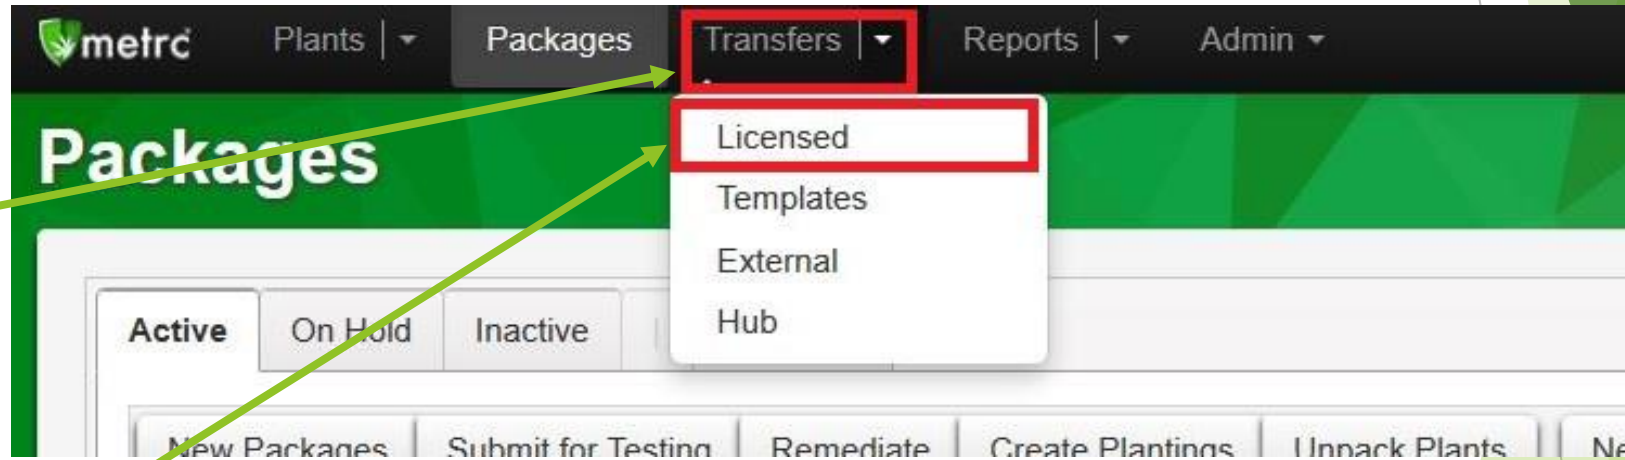 metrc Plants Packages Transfers Reports Admin
Licensed
Packages
Templates
External
Hub
Active On Hold Inactive
New Packages Submit for Testing Remediate Create Plantings Unpack Plants Ne